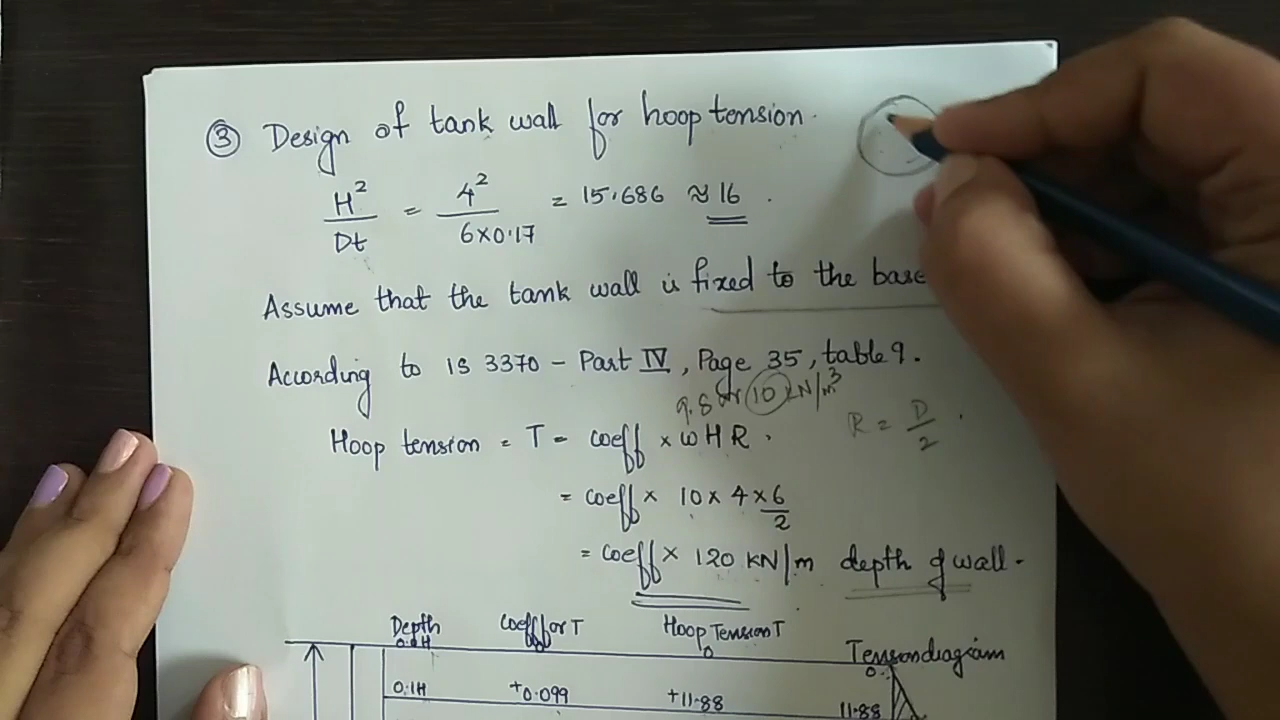 ③ Design of tank wall for hoop tension.
H²/Dt = 4²/6×0.17 = 15.686 ≈ 16.
Assume that the tank wall is fixed to the base
According to IS 3370 - Part IV, Page 35, table 9.
9.8 or 10 KN/m³
Hoop tension = T = coeff × ω H R. R = D/2.
= coeff × 10 × 4 × 6/2
= coeff × 120 KN/m depth of wall.
Depth Coeff for T Hoop Tension T Tension diagram
0.0H 0 0.
0.1H +0.099 +11.88 11.88